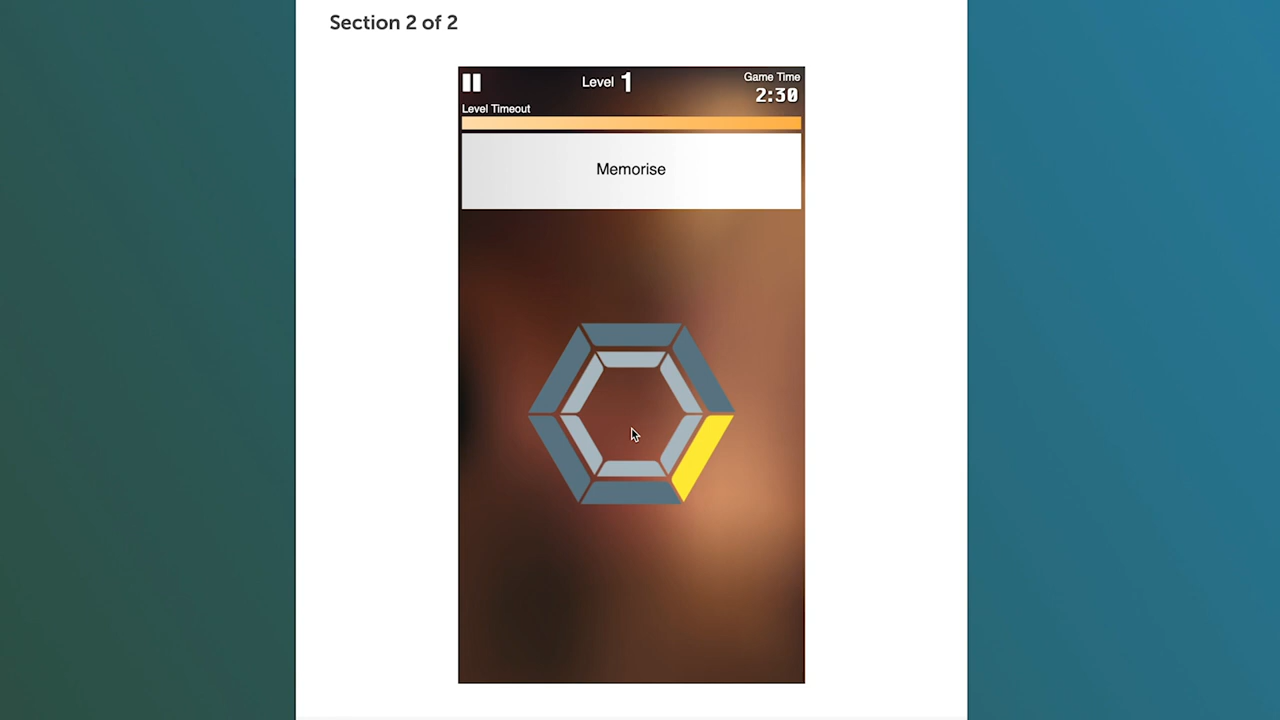 Section 2 of 2
Level 1
Game Time
2:30
Level Timeout
Memorise